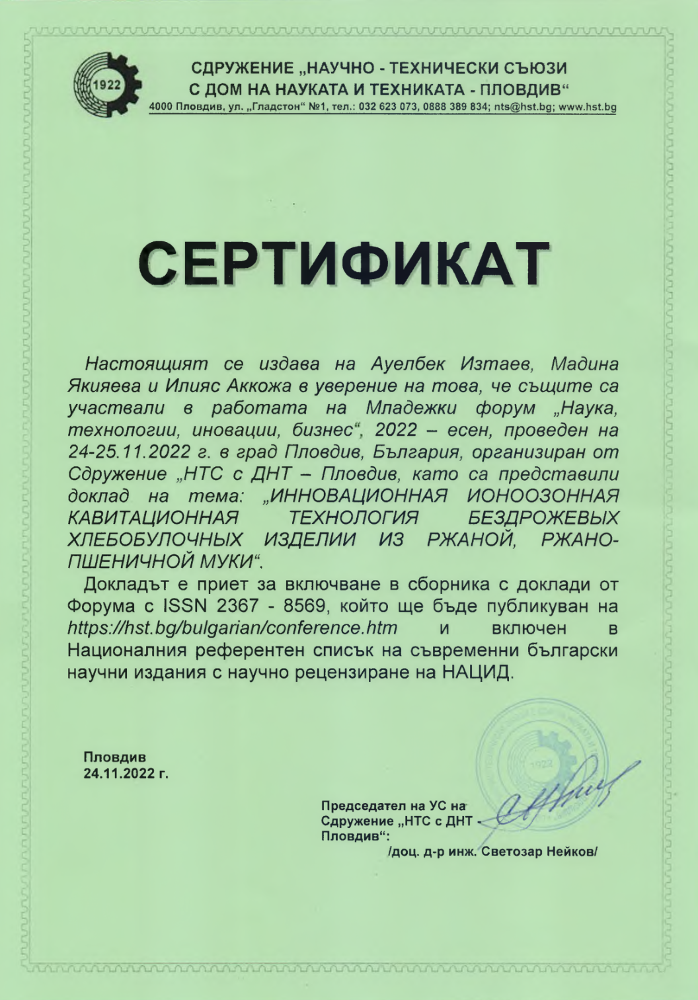 1922
СДРУЖЕНИЕ „НАУЧНО - ТЕХНИЧЕСКИ СЪЮЗИ
С ДОМ НА НАУКАТА И ТЕХНИКАТА - ПЛОВДИВ“
4000 Пловдив, ул. „Гладстон“ №1, тел.: 032 623 073, 0888 389 834; nts@hst.bg; www.hst.bg
СЕРТИФИКАТ
Настоящият се издава на Ауелбек Изтаев, Мадина
Якияева и Илияс Аккожа в уверение на това, че същите са
участвали в работата на Младежки форум „Наука,
технологии, иновации, бизнес“, 2022 – есен, проведен на
24-25.11.2022 г. в град Пловдив, България, организиран от
Сдружение „НТС с ДНТ – Пловдив, като са представили
доклад на тема: „ИННОВАЦИОННАЯ ИОНООЗОННАЯ
КАВИТАЦИОННАЯ ТЕХНОЛОГИЯ БЕЗДРОЖЕВЫХ
ХЛЕБОБУЛОЧНЫХ ИЗДЕЛИИ ИЗ РЖАНОЙ, РЖАНО-
ПШЕНИЧНОЙ МУКИ“.
Докладът е приет за включване в сборника с доклади от
Форума с ISSN 2367 - 8569, който ще бъде публикуван на
https://hst.bg/bulgarian/conference.htm и включен в
Националния референтен списък на съвременни български
научни издания с научно рецензиране на НАЦИД.
Пловдив
24.11.2022 г.
1922
Председател на УС на
Сдружение „НТС с ДНТ -
Пловдив“:
/доц. д-р инж. Светозар Нейков/